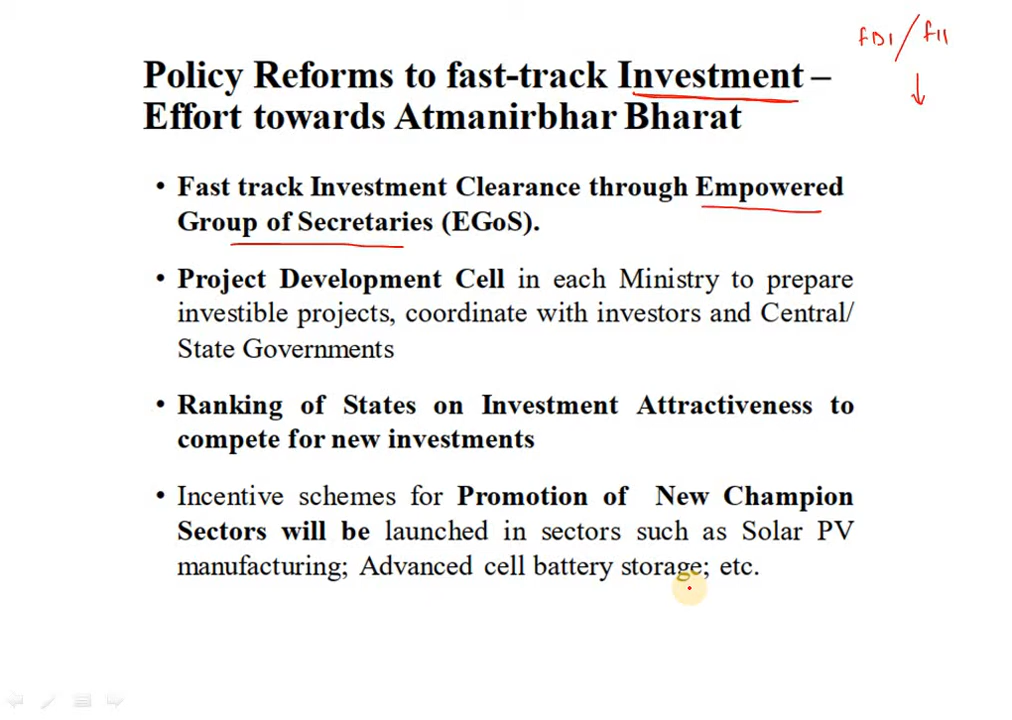 FDI / FII
Policy Reforms to fast-track Investment –
Effort towards Atmanirbhar Bharat
• Fast track Investment Clearance through Empowered
Group of Secretaries (EGoS).
• Project Development Cell in each Ministry to prepare
investible projects, coordinate with investors and Central/
State Governments
• Ranking of States on Investment Attractiveness to
compete for new investments
• Incentive schemes for Promotion of New Champion
Sectors will be launched in sectors such as Solar PV
manufacturing; Advanced cell battery storage; etc.